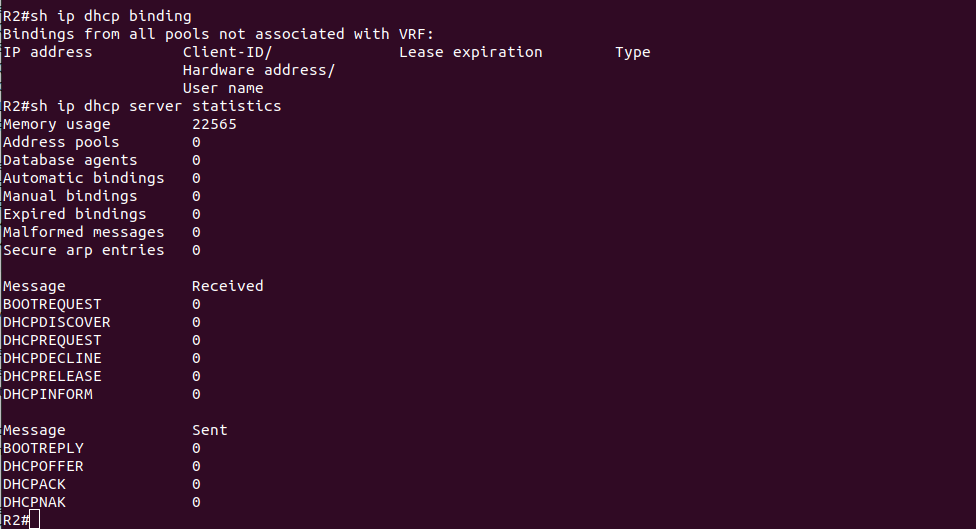 R2#sh ip dhcp binding
Bindings from all pools not associated with VRF:
IP address          Client-ID/              Lease expiration        Type
                    Hardware address/
                    User name
R2#sh ip dhcp server statistics
Memory usage         22565
Address pools        0
Database agents      0
Automatic bindings   0
Manual bindings      0
Expired bindings     0
Malformed messages   0
Secure arp entries   0

Message              Received
BOOTREQUEST          0
DHCPDISCOVER         0
DHCPREQUEST          0
DHCPDECLINE          0
DHCPRELEASE          0
DHCPINFORM           0

Message              Sent
BOOTREPLY            0
DHCPOFFER            0
DHCPACK              0
DHCPNAK              0
R2#